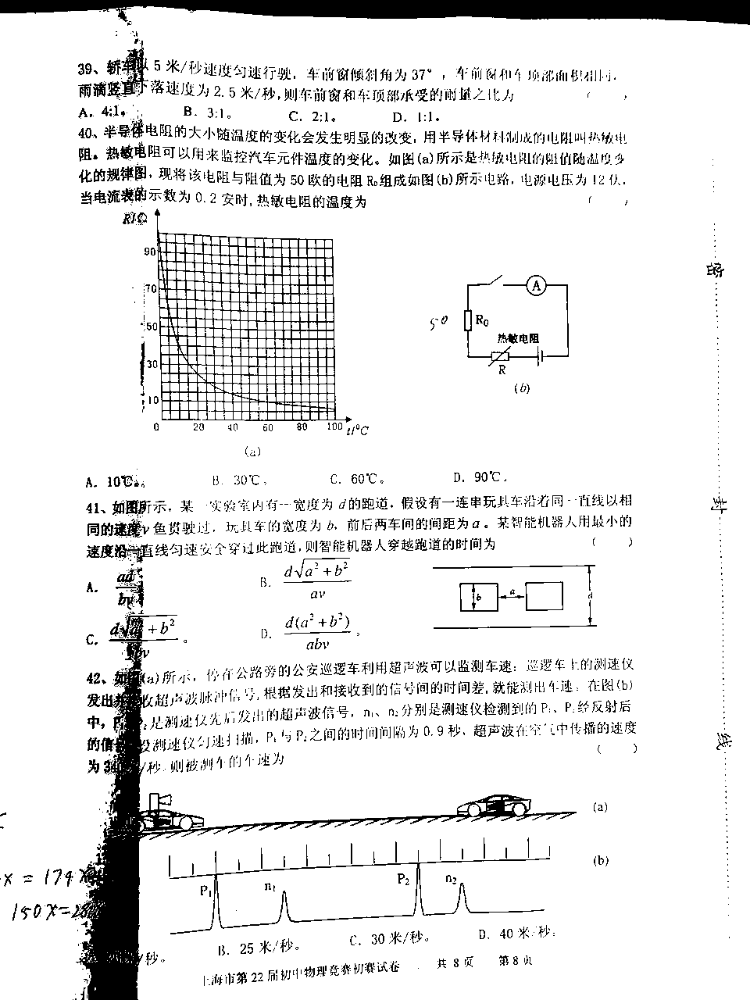 39、轿车以 5 米/秒速度匀速行驶，车前窗倾斜角为 37°，车前窗和车顶部面积相同，
雨滴竖直下落速度为 2.5 米/秒,则车前窗和车顶部承受的雨量之比为 ( )
A. 4:1。 B. 3:1。 C. 2:1。 D. 1:1。
40、半导体电阻的大小随温度的变化会发生明显的改变，用半导体材料制成的电阻叫热敏电
阻。热敏电阻可以用来监控汽车元件温度的变化。如图(a)所示是热敏电阻的阻值随温度变
化的规律图，现将该电阻与阻值为 50 欧的电阻 R₀组成如图(b)所示电路，电源电压为 12 伏，
当电流表的示数为 0.2 安时,热敏电阻的温度为 ( )
R/Ω
90
70
50
30
10
0 20 40 60 80 100 t/°C
(a)
A
50
R₀
热敏电阻
R
(b)
A. 10℃。 B. 30℃。 C. 60℃。 D. 90℃。
41、如图所示，某一实验室内有一宽度为 d 的跑道，假设有一连串玩具车沿着同一直线以相
同的速度 v 鱼贯驶过，玩具车的宽度为 b，前后两车间的间距为 a。某智能机器人用最小的
速度沿一直线匀速安全穿过此跑道,则智能机器人穿越跑道的时间为 ( )
A. ad/bv B. d√(a²+b²)/av
C. d√(a²+b²)/bv 。 D. d(a²+b²)/abv 。
b a d
42、如图(a)所示，停在公路旁的公安巡逻车利用超声波可以监测车速：巡逻车上的测速仪
发出并接收超声波脉冲信号,根据发出和接收到的信号间的时间差,就能测出车速。在图(b)
中，P₁、P₂是测速仪先后发出的超声波信号，n₁、n₂分别是测速仪检测到的 P₁、P₂经反射后
的信号。设测速仪匀速扫描，P₁与 P₂之间的时间间隔为 0.9 秒，超声波在空气中传播的速度
为 /秒,则被测车的车速为 ( )
(a)
(b)
P₁ n₁ P₂ n₂
x = 174
150x=
/秒。 B. 25 米/秒。 C. 30 米/秒。 D. 40 米/秒。
上海市第 22 届初中物理竞赛初赛试卷 共 8 页 第 8 页
密
封
线